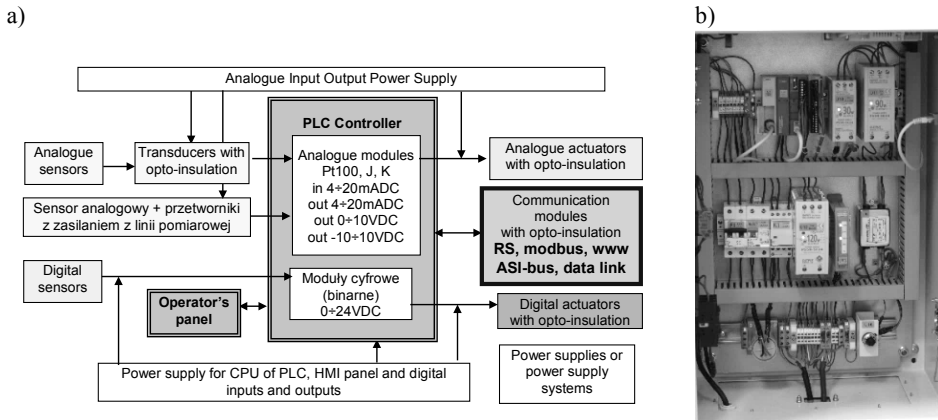 a)
b)
Analogue Input Output Power Supply
PLC Controller
Analogue
sensors
Transducers with
opto-insulation
Analogue modules
Pt100, J, K
in 4÷20mADC
out 4÷20mADC
out 0÷10VDC
out -10÷10VDC
Analogue actuators
with opto-insulation
Sensor analogowy + przetworniki
z zasilaniem z linii pomiarowej
Communication
modules
with opto-insulation
RS, modbus, www
ASI-bus, data link
Digital
sensors
Moduły cyfrowe
(binarne)
0÷24VDC
Operator's
panel
Digital actuators
with opto-insulation
Power supply for CPU of PLC, HMI panel and digital
inputs and outputs
Power supplies or
power supply
systems